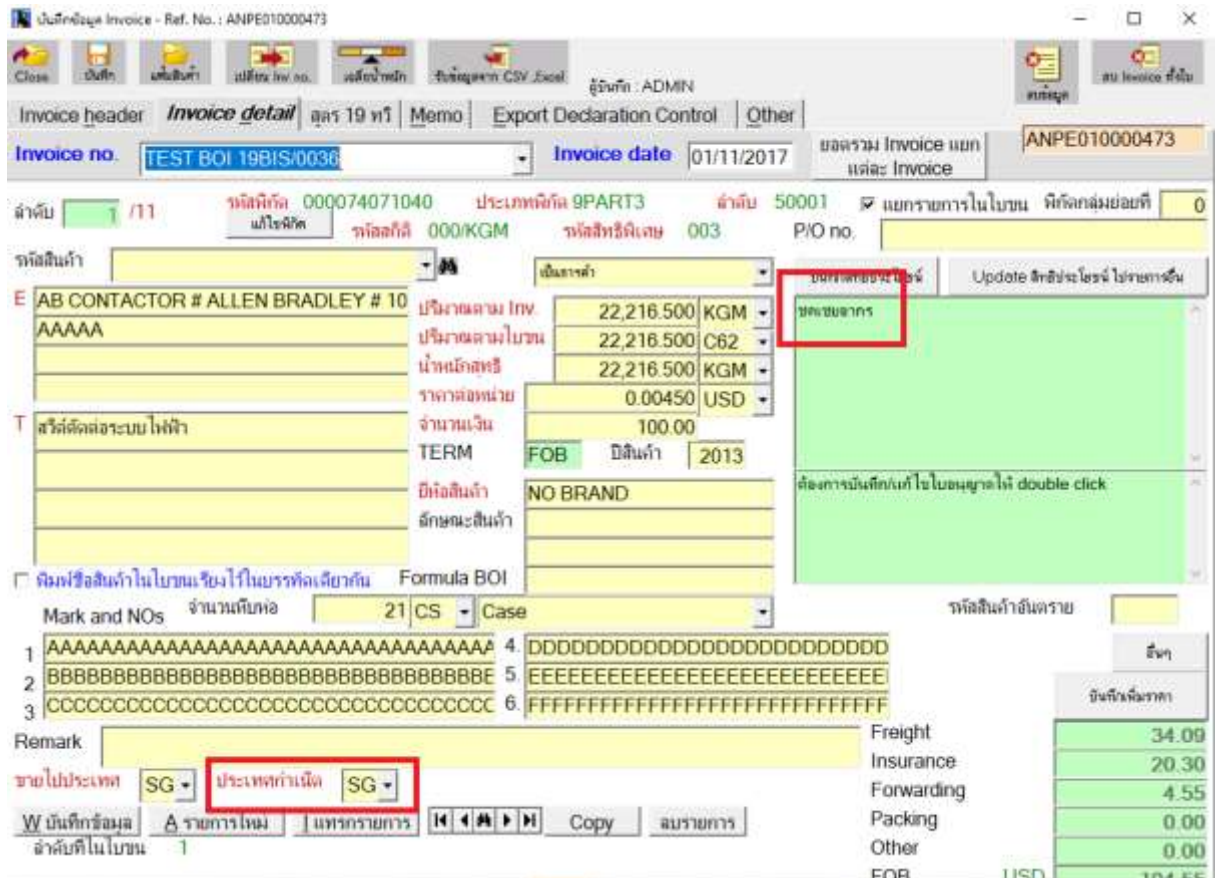 บันทึกข้อมูล Invoice - Ref. No. : ANPE010000473
Close บันทึก เพิ่มสินค้า เปลี่ยน Inv no. เฉลี่ยน้ำหนัก รับข้อมูลจาก CSV ,Excel ผู้บันทึก : ADMIN ลบข้อมูล ลบ Invoice ทั้งใบ
Invoice header Invoice detail สูตร 19 ทวิ Memo Export Declaration Control Other
Invoice no. TEST BOI 19BIS/0036 Invoice date 01/11/2017 ยอดรวม Invoice แยก ANPE010000473
แต่ละ Invoice
ลำดับ 1 /11 รหัสพิกัด 000074071040 ประเภทพิกัด 9PART3 ลำดับ 50001 แยกรายการในใบขน พิกัดกลุ่มย่อยที่ 0
แก้ไขพิกัด รหัสสถิติ 000/KGM รหัสสิทธิพิเศษ 003 P/O no.
รหัสสินค้า เป็นการค้า Update สิทธิประโยชน์ ไปรายการอื่น
E AB CONTACTOR # ALLEN BRADLEY # 10 ปริมาณตาม Inv. 22,216.500 KGM ชดเชยอากร
AAAAA ปริมาณตามใบขน 22,216.500 C62
น้ำหนักสุทธิ 22,216.500 KGM
ราคาต่อหน่วย 0.00450 USD
T สวิต์ตัดต่อระบบไฟฟ้า จำนวนเงิน 100.00
TERM FOB ปีสินค้า 2013
ยี่ห้อสินค้า NO BRAND ต้องการบันทึก/แก้ไขใบอนุญาตให้ double click
ลักษณะสินค้า
พิมพ์ชื่อสินค้าในใบขนเรียงไว้ในบรรทัดเดียวกัน Formula BOI
Mark and NOs จำนวนหีบห่อ 21 CS Case รหัสสินค้าอันตราย
1 AAAAAAAAAAAAAAAAAAAAAAAAAAAAAAAAAAA 4. DDDDDDDDDDDDDDDDDDDDDDDDDDD อื่นๆ
2 BBBBBBBBBBBBBBBBBBBBBBBBBBBBBBBBBBE 5. EEEEEEEEEEEEEEEEEEEEEEEEEEEE
3 CCCCCCCCCCCCCCCCCCCCCCCCCCCCCCCCC 6. FFFFFFFFFFFFFFFFFFFFFFFFFFFFFF บันทึกเพิ่มราคา
Remark Freight 34.09
Insurance 20.30
ขายไปประเทศ SG ประเทศกำเนิด SG Forwarding 4.55
W บันทึกข้อมูล A รายการใหม่ I แทรกรายการ Copy ลบรายการ Packing 0.00
ลำดับที่ในใบขน 1 Other 0.00
FOB USD 104.55